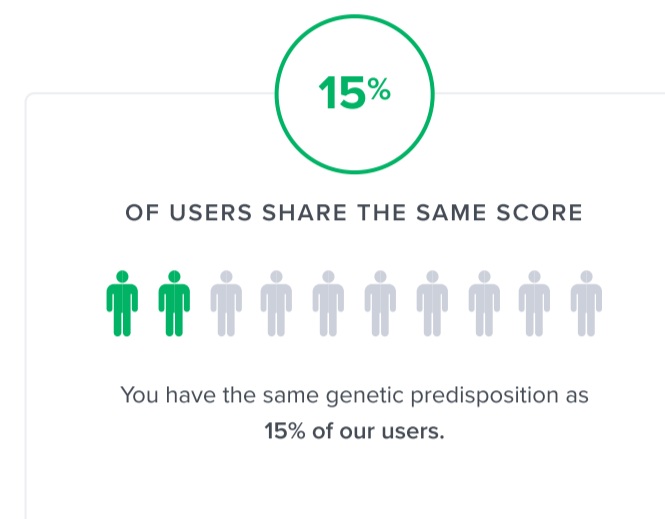 15%
OF USERS SHARE THE SAME SCORE
You have the same genetic predisposition as
15% of our users.